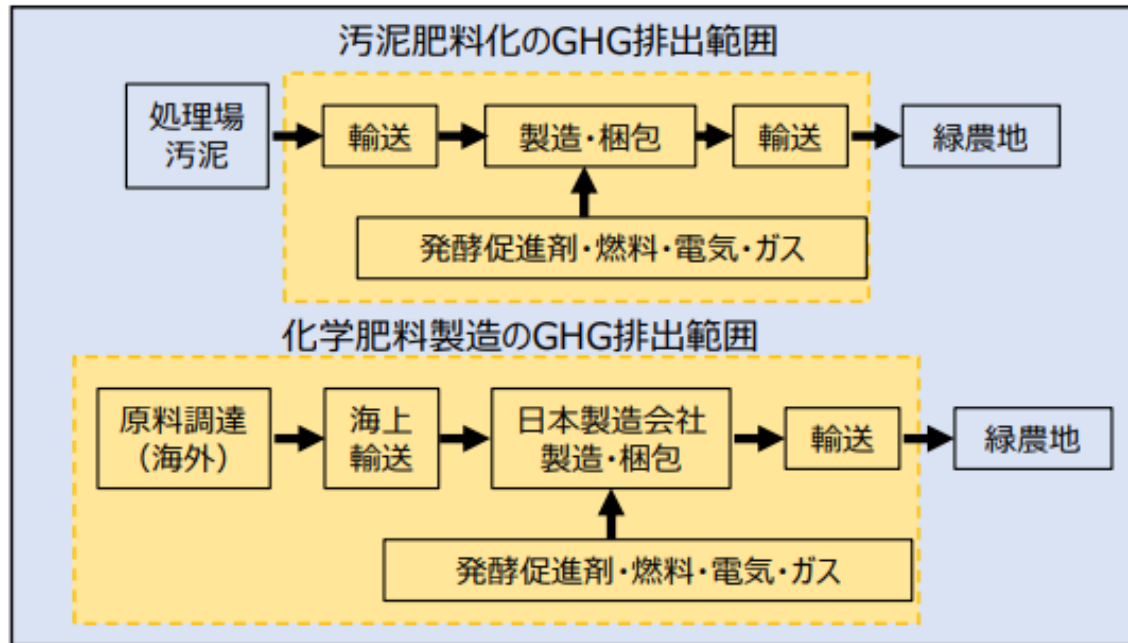 汚泥肥料化のGHG排出範囲
処理場
汚泥
輸送
製造・梱包
輸送
緑農地
発酵促進剤・燃料・電気・ガス
化学肥料製造のGHG排出範囲
原料調達
（海外）
海上
輸送
日本製造会社
製造・梱包
輸送
緑農地
発酵促進剤・燃料・電気・ガス